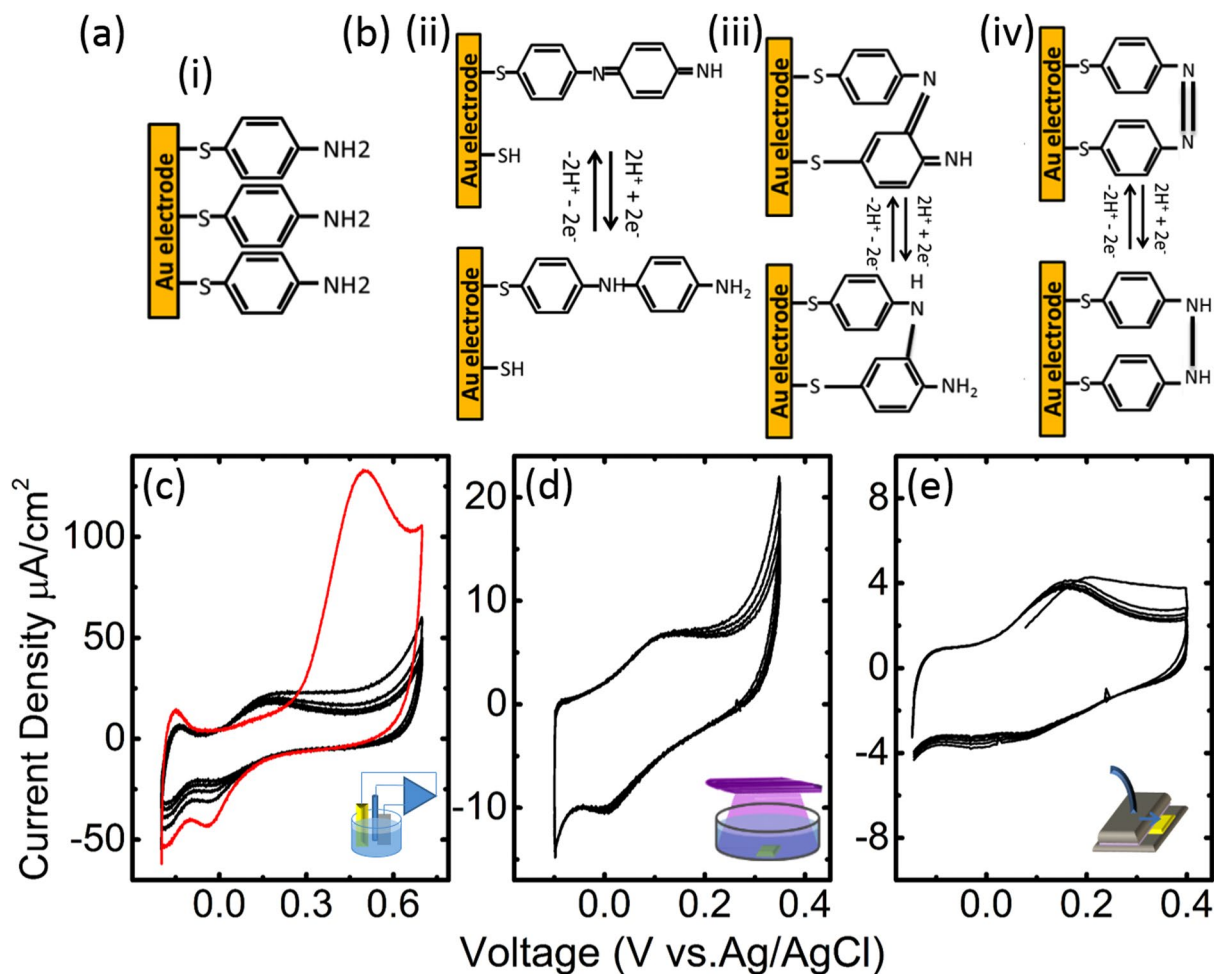 (a)
(i)
Au electrode
S
NH2
S
NH2
S
NH2
(b)
(ii)
Au electrode
S
N
NH
SH
-2H⁺ - 2e⁻
2H⁺ + 2e⁻
Au electrode
S
NH
NH₂
SH
(iii)
Au electrode
S
N
S
NH
-2H⁺ - 2e⁻
2H⁺ + 2e⁻
Au electrode
S
H
N
S
NH₂
(iv)
Au electrode
S
N
S
N
-2H⁺ - 2e⁻
2H⁺ + 2e⁻
Au electrode
S
NH
S
NH
Current Density µA/cm²
(c)
100
50
0
-50
0.0 0.3 0.6
(d)
20
10
0
-10
0.0 0.2 0.4
(e)
8
4
0
-4
-8
0.0 0.2 0.4
Voltage (V vs.Ag/AgCl)